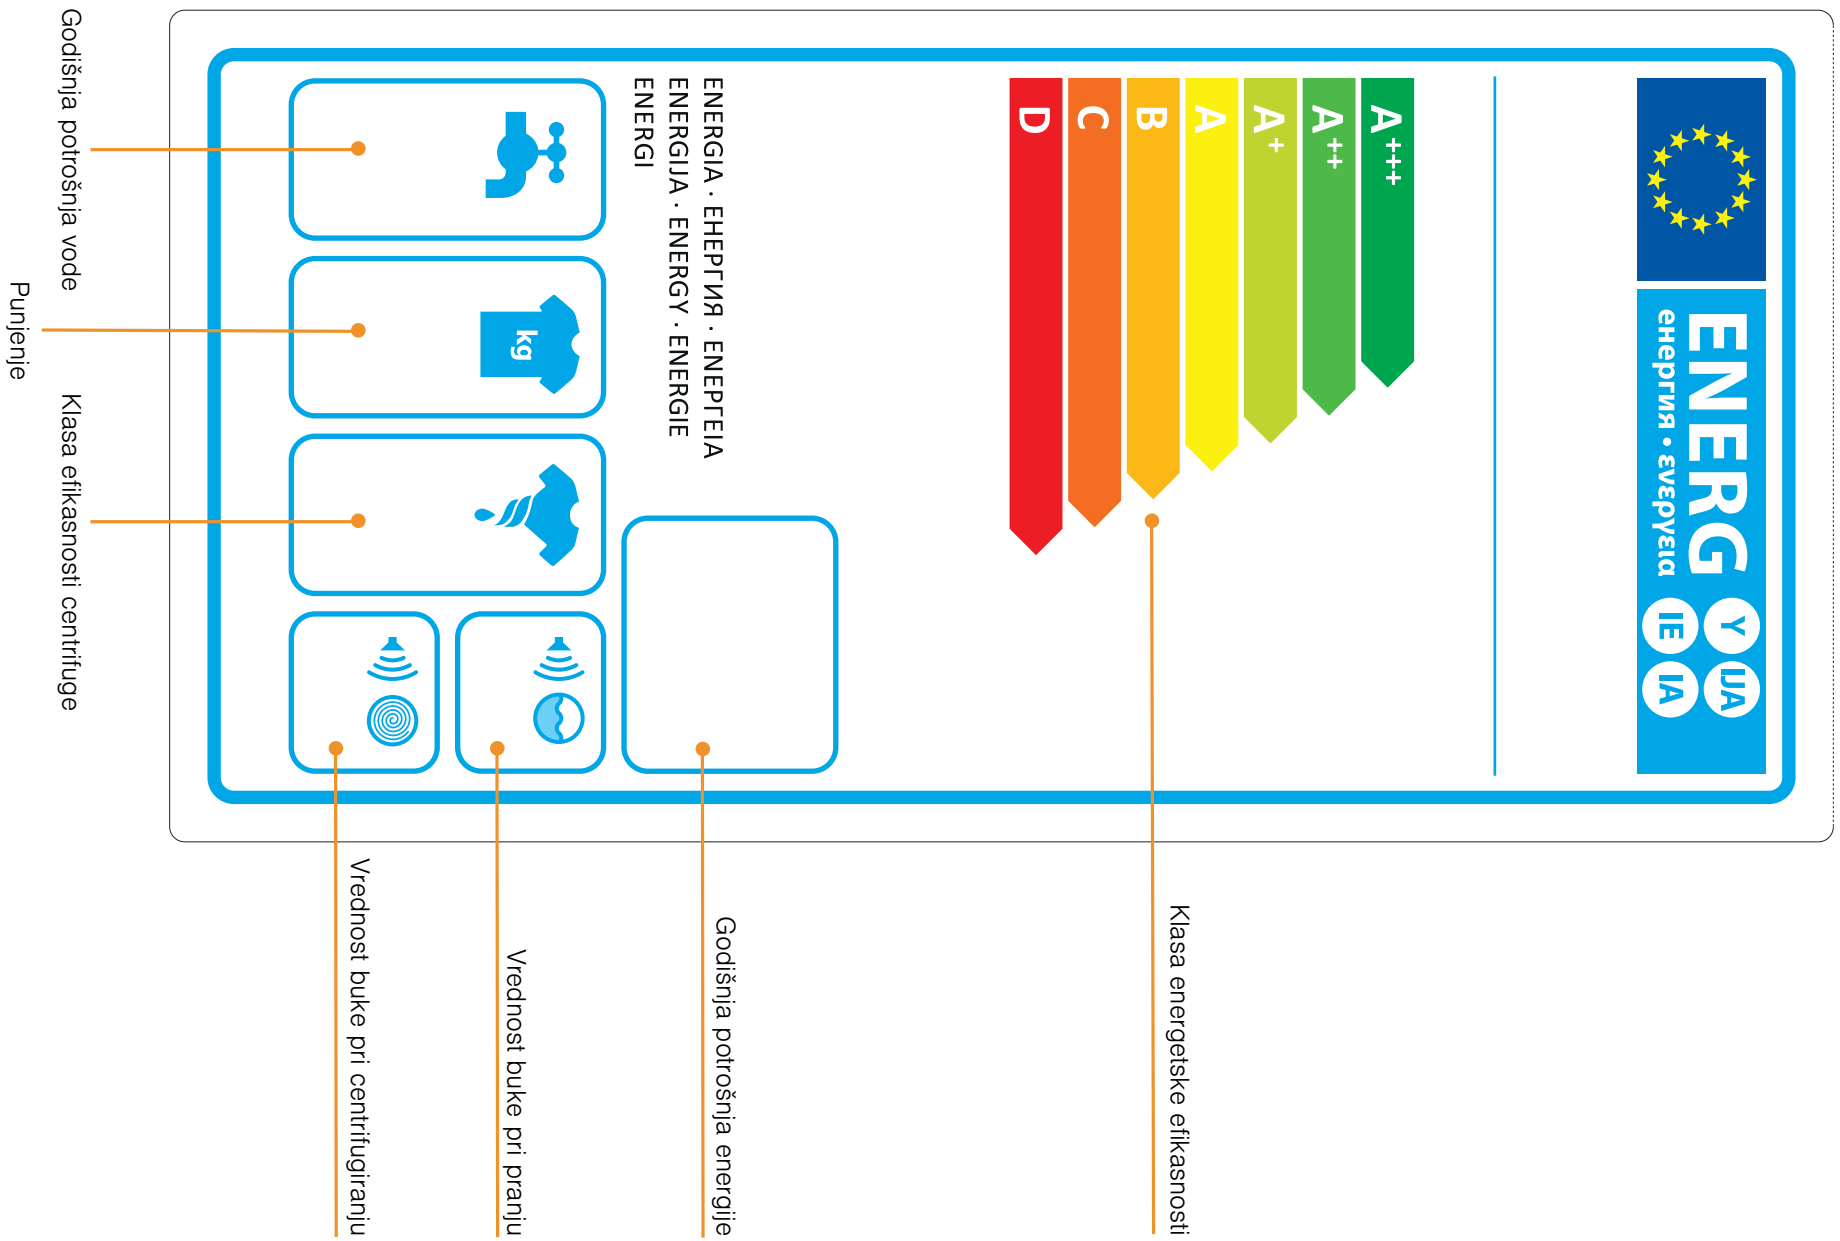 ENERG
енергия · ενεργεια
Y
IJA
IE
IA
A+++
A++
A+
A
B
C
D
Klasa energetske efikasnosti
ENERGIA · ЕНЕРГИЯ · ΕΝΕΡΓΕΙΑ
ENERGIJA · ENERGY · ENERGIE
ENERGI
Godišnja potrošnja energije
kg
Vrednost buke pri pranju
Vrednost buke pri centrifugiranju
Godišnja potrošnja vode
Punjenje
Klasa efikasnosti centrifuge